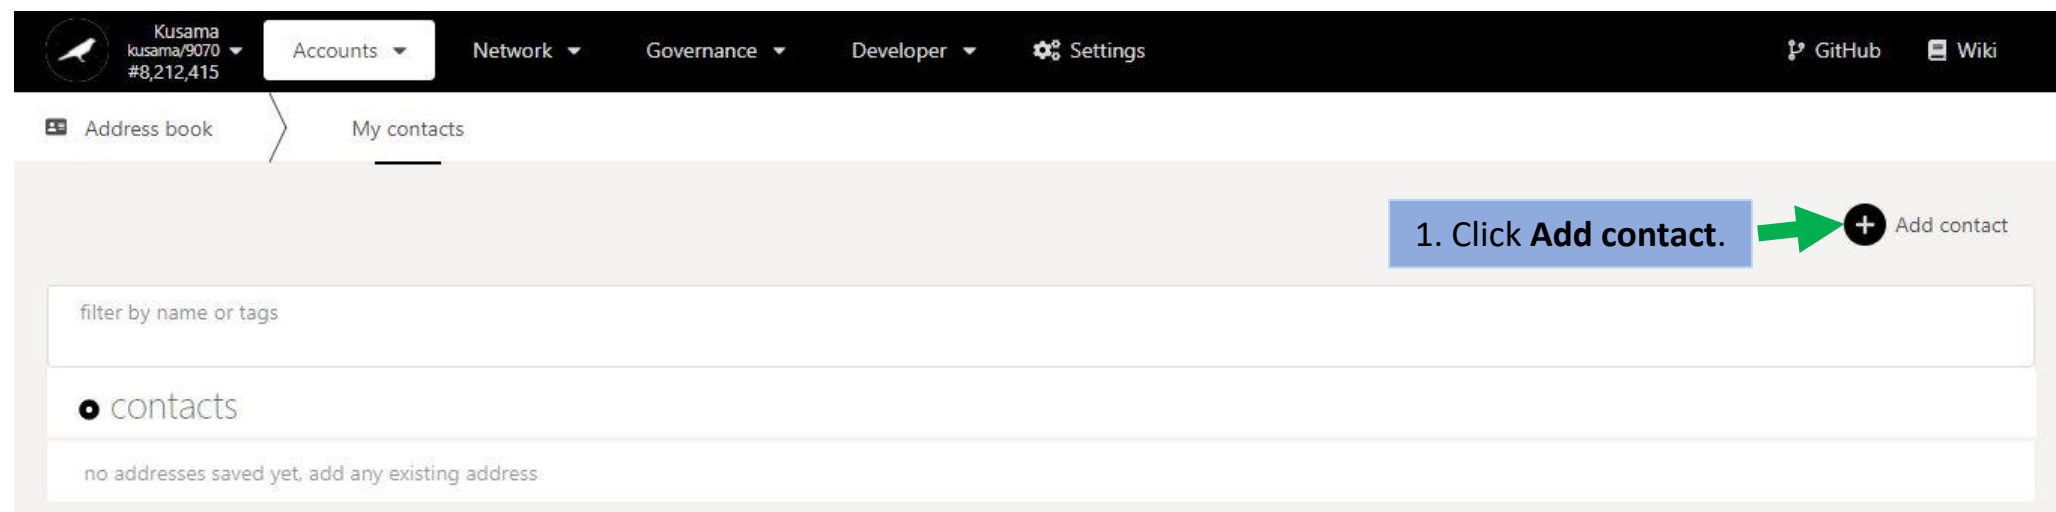 Kusama
kusama/9070
#8,212,415
Accounts
Network
Governance
Developer
Settings
GitHub
Wiki
Address book
My contacts
1. Click Add contact.
Add contact
filter by name or tags
contacts
no addresses saved yet, add any existing address